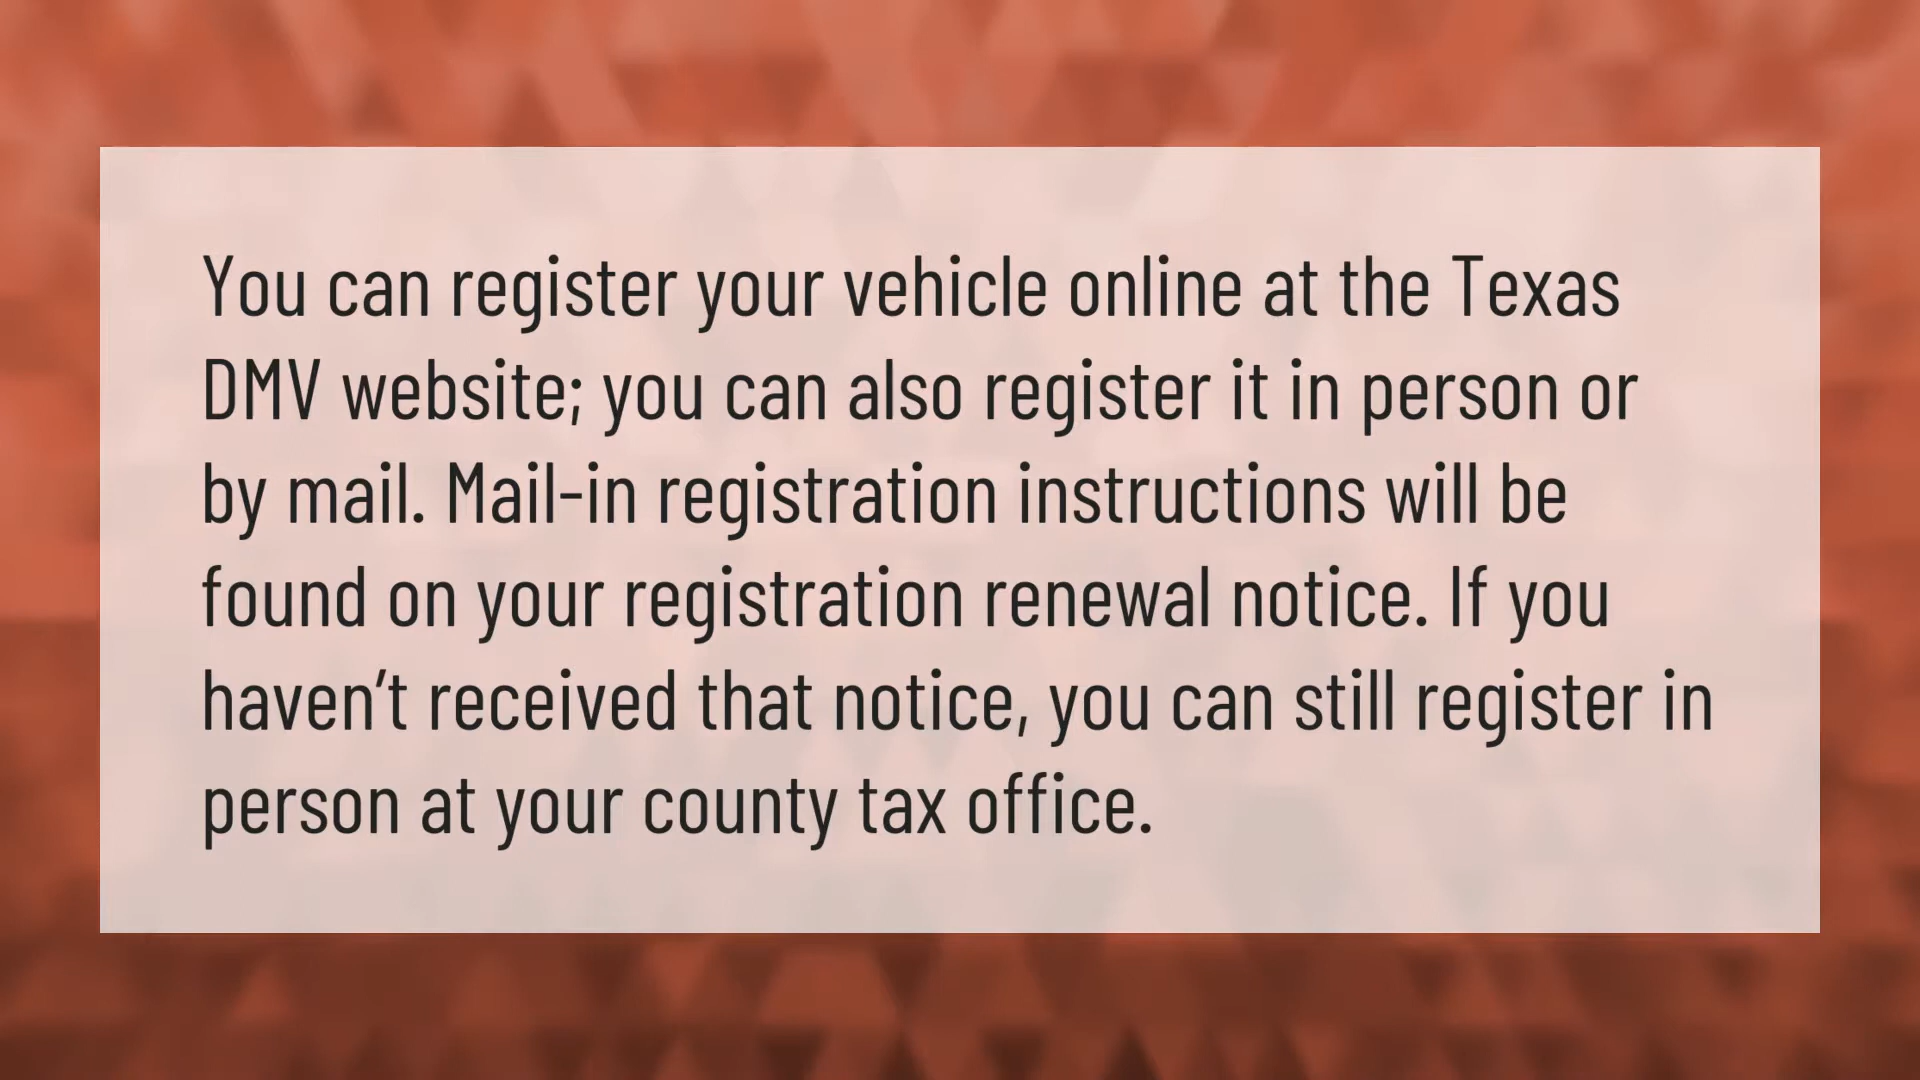 You can register your vehicle online at the Texas
DMV website; you can also register it in person or
by mail. Mail-in registration instructions will be
found on your registration renewal notice. If you
haven’t received that notice, you can still register in
person at your county tax office.